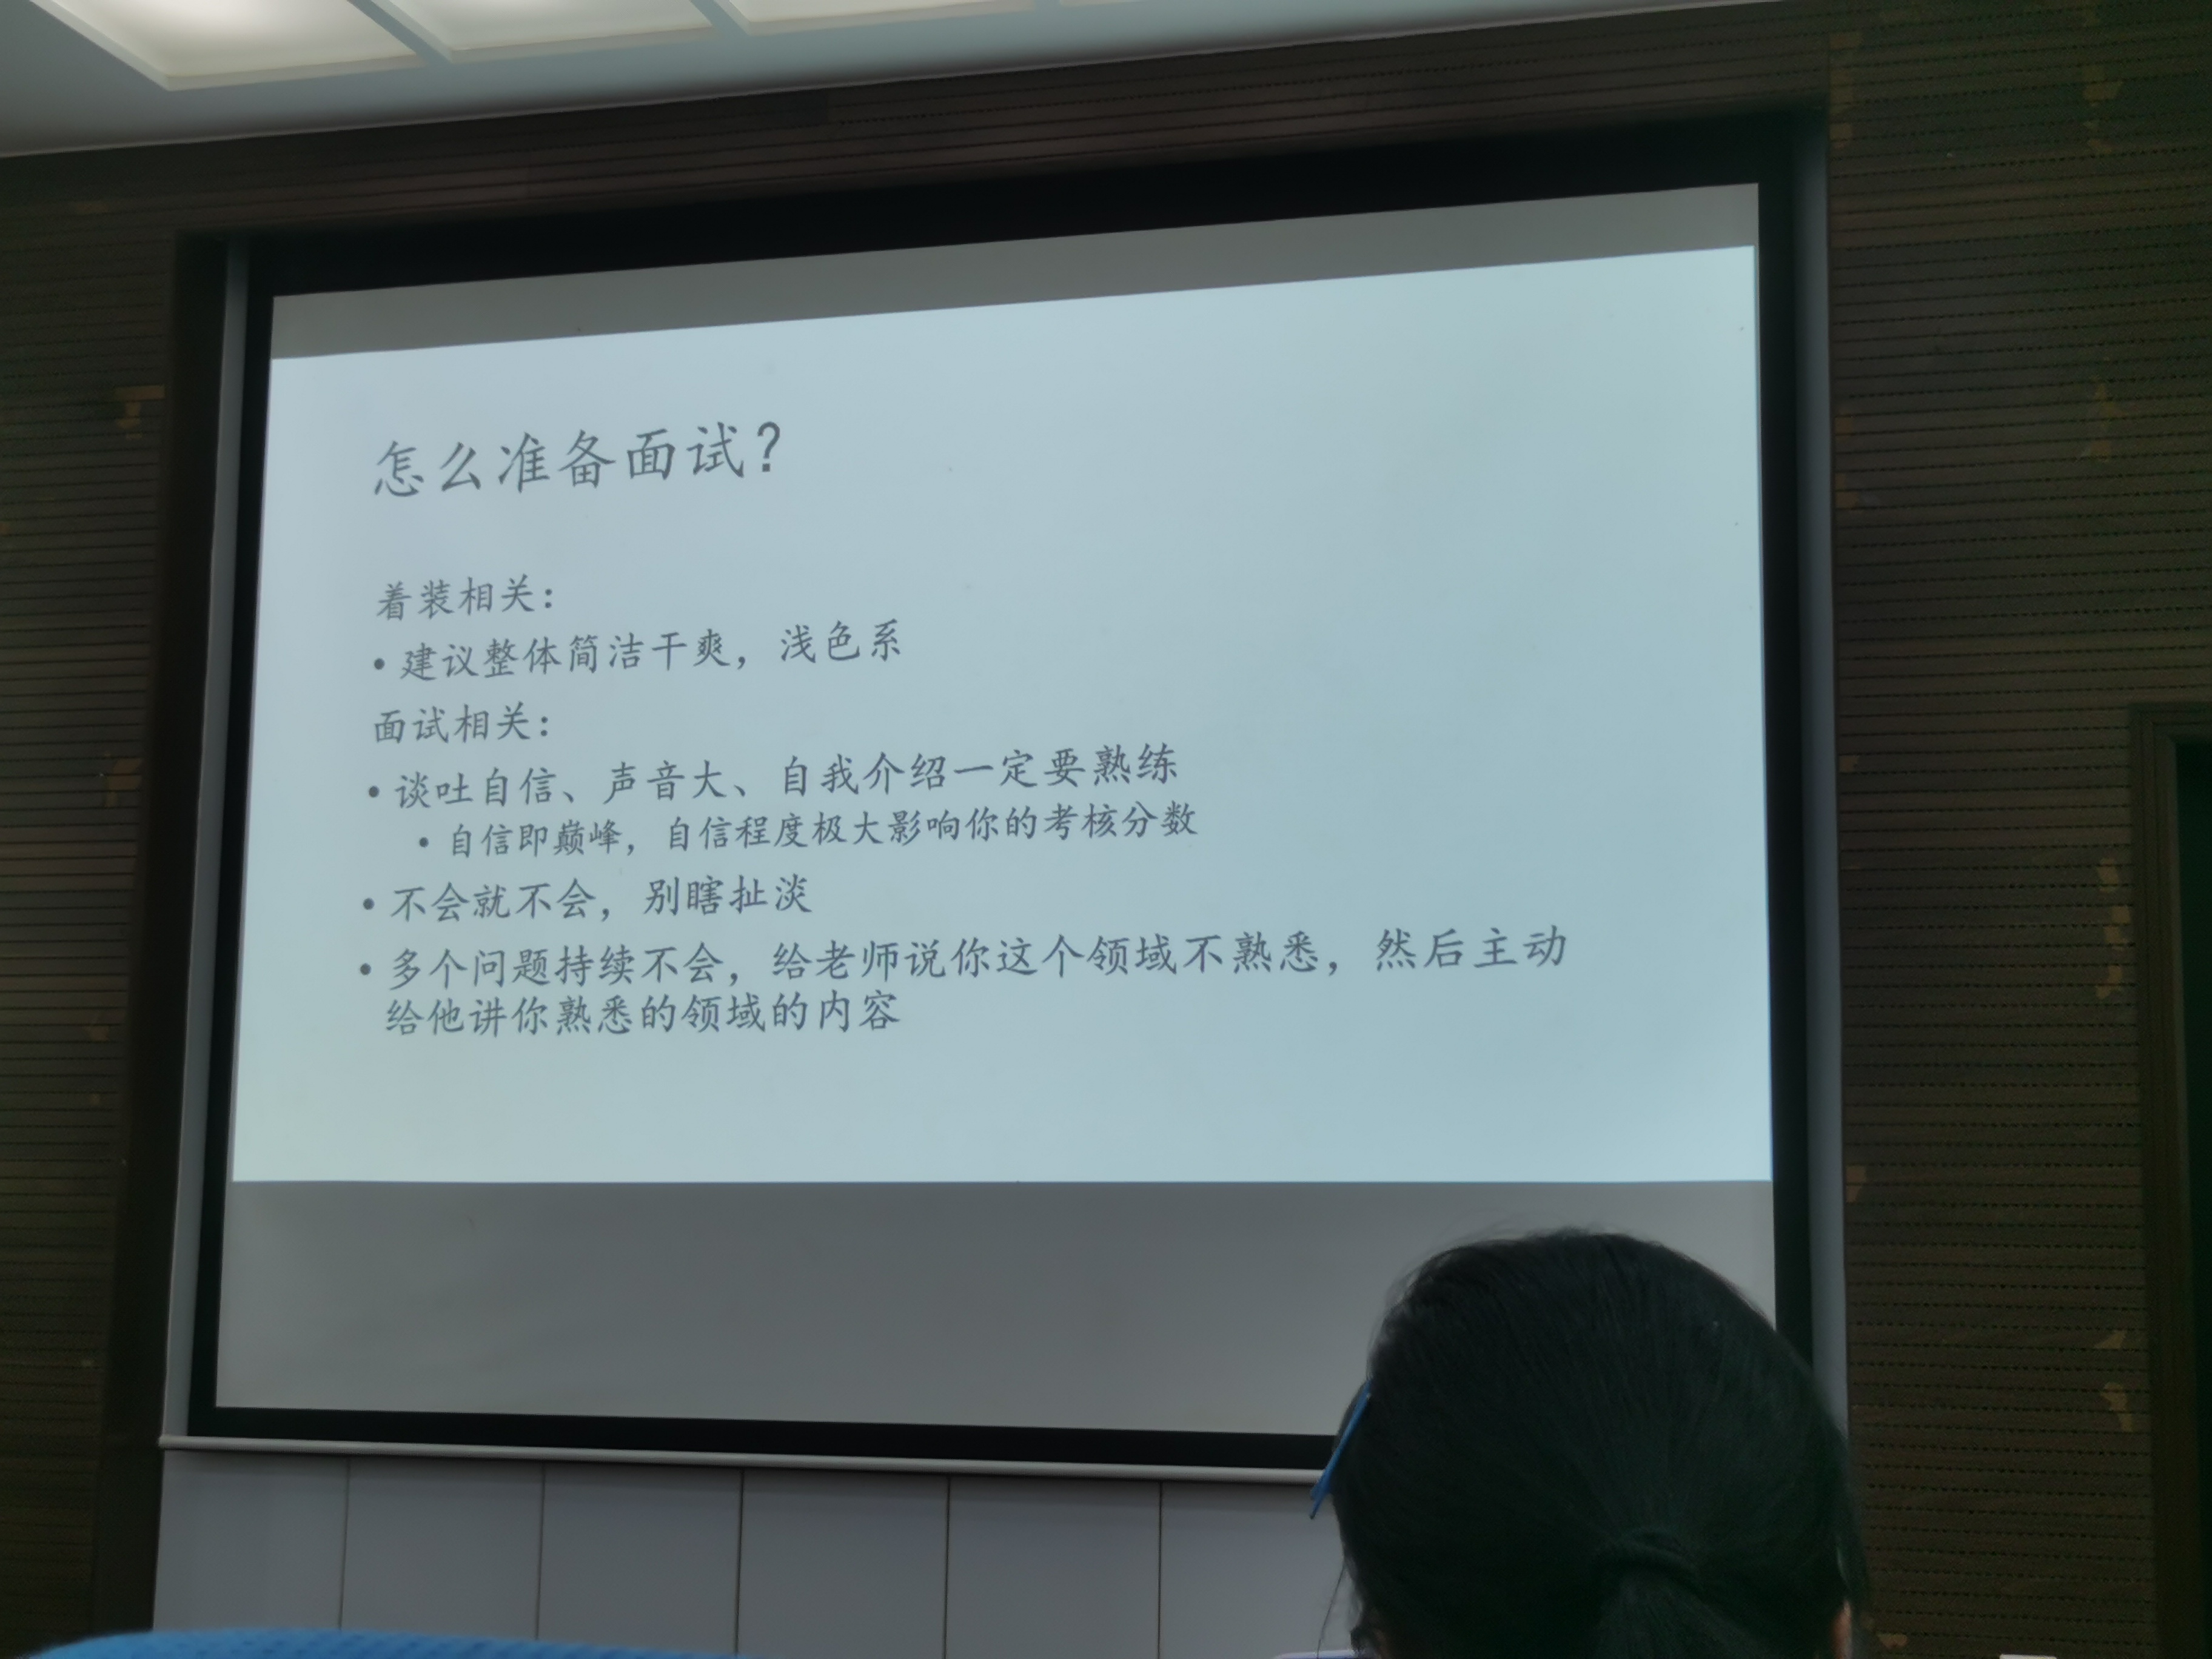 怎么准备面试?
着装相关:
• 建议整体简洁干爽，浅色系
面试相关:
• 谈吐自信、声音大、自我介绍一定要熟练
• 自信即巅峰，自信程度极大影响你的考核分数
• 不会就不会，别瞎扯淡
• 多个问题持续不会，给老师说你这个领域不熟悉，然后主动
给他讲你熟悉的领域的内容